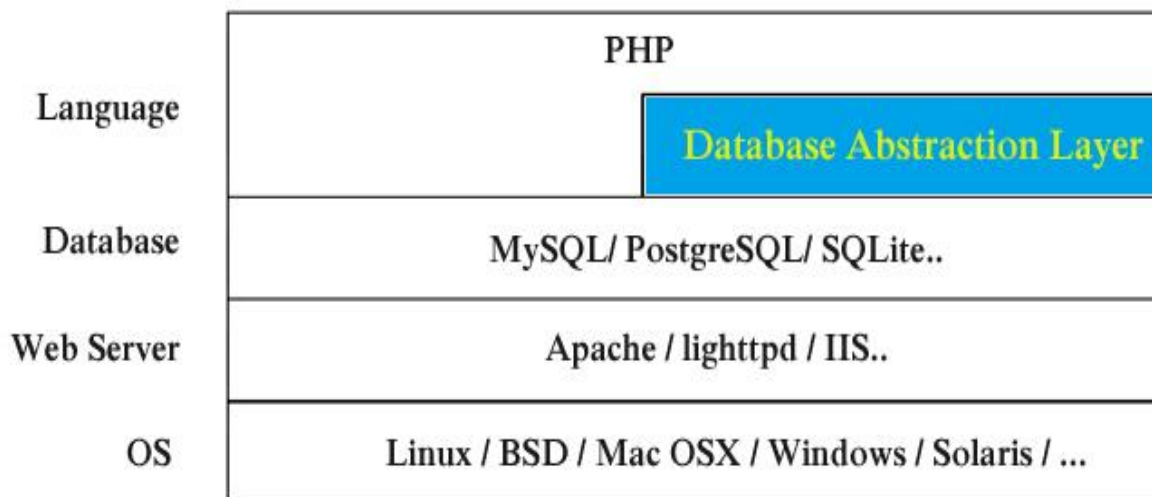 PHP
Language
Database Abstraction Layer
Database
MySQL/ PostgreSQL/ SQLite..
Web Server
Apache / lighttpd / IIS..
OS
Linux / BSD / Mac OSX / Windows / Solaris / ...